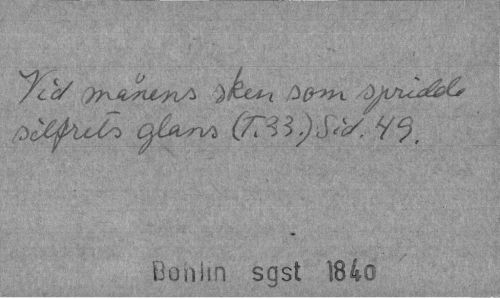 Vid månens sken som spridde
silfrets glans (T.33.) Sid. 49.
Bohlin sgst 1840